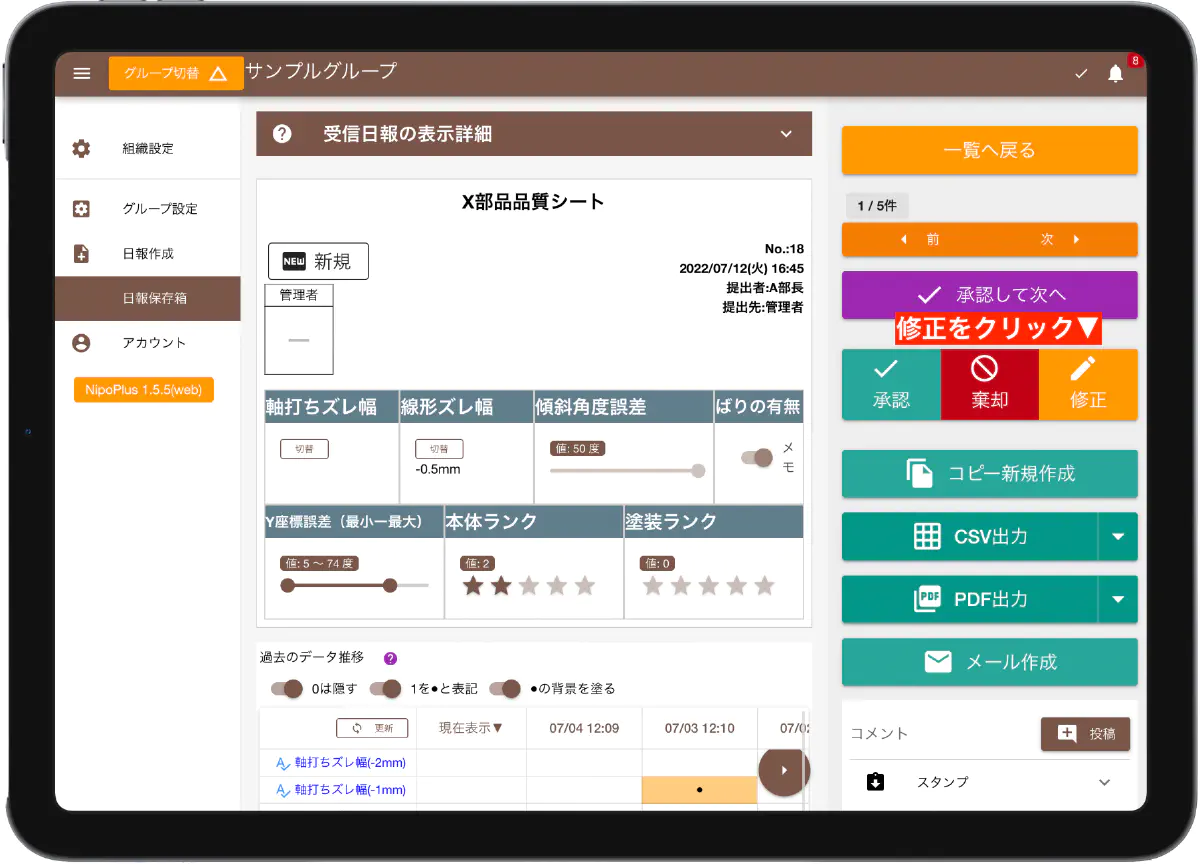 グループ切替
サンプルグループ
8
組織設定
グループ設定
日報作成
日報保存箱
アカウント
NipoPlus 1.5.5(web)
受信日報の表示詳細
X部品品質シート
NEW 新規
管理者
No.:18
2022/07/12(火) 16:45
提出者:A部長
提出先:管理者
軸打ちズレ幅 線形ズレ幅 傾斜角度誤差 ばりの有無
切替 切替 値: 50 度 メモ
-0.5mm
Y座標誤差（最小ー最大） 本体ランク 塗装ランク
値: 5 〜 74 度 値: 2 値: 0
過去のデータ推移
0は隠す 1を●と表記 ●の背景を塗る
更新 現在表示▼ 07/04 12:09 07/03 12:10 07/0
軸打ちズレ幅(-2mm)
軸打ちズレ幅(-1mm) ●
一覧へ戻る
1 / 5件
前 次
承認して次へ
修正をクリック▼
承認 棄却 修正
コピー新規作成
CSV出力
PDF PDF出力
メール作成
コメント 投稿
スタンプ